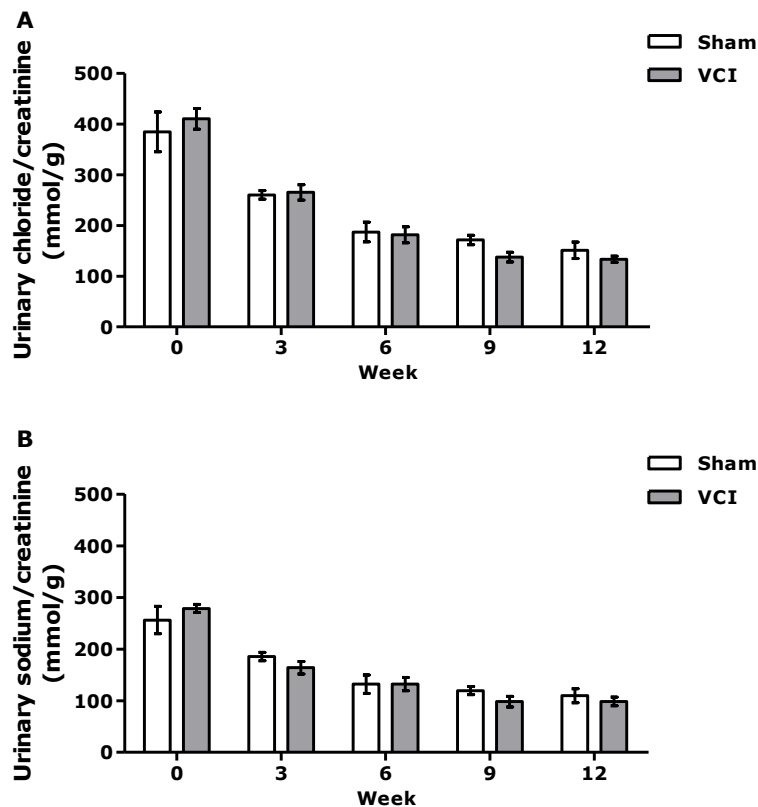 A
Sham
VCI
Urinary chloride/creatinine
(mmol/g)
500
400
300
200
100
0
0 3 6 9 12
Week
B
Sham
VCI
Urinary sodium/creatinine
(mmol/g)
500
400
300
200
100
0
0 3 6 9 12
Week